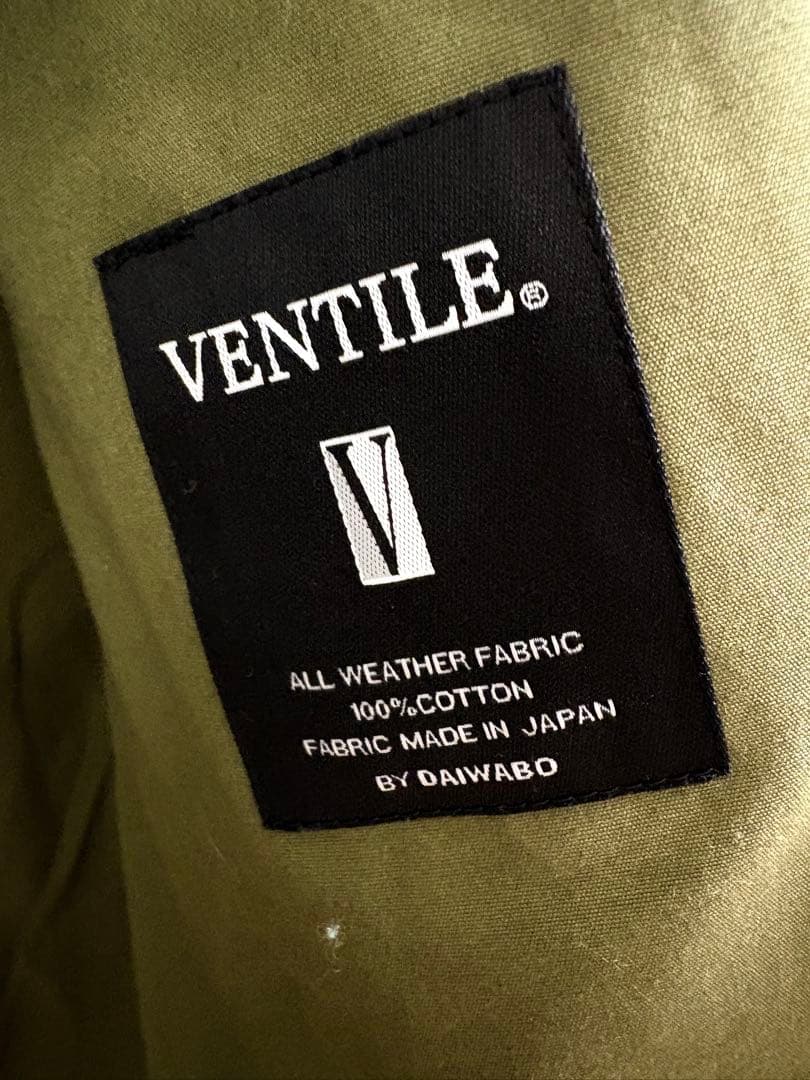 VENTILE®
V
ALL WEATHER FABRIC
100%COTTON
FABRIC MADE IN JAPAN
BY DAIWABO